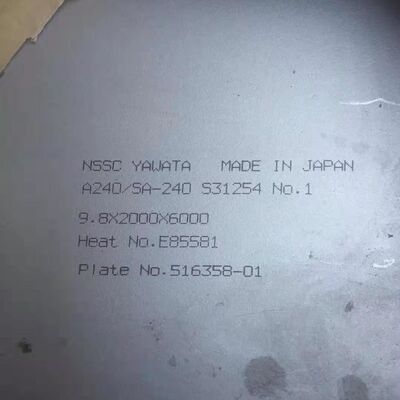 NSSC YAWATA MADE IN JAPAN
A240/SA-240 S31254 No.1
9.8X2000X6000
Heat No.E85581
Plate No.516358-01